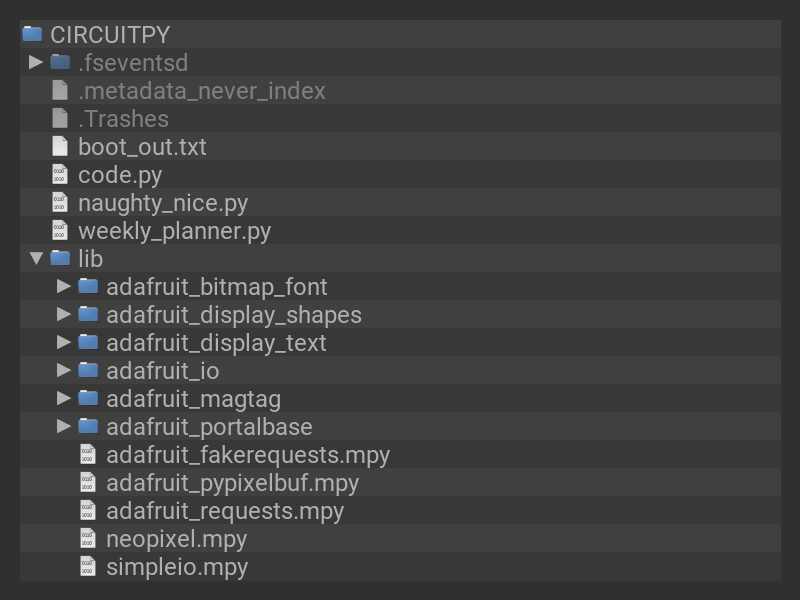 CIRCUITPY
.fseventsd
.metadata_never_index
.Trashes
boot_out.txt
code.py
naughty_nice.py
weekly_planner.py
lib
adafruit_bitmap_font
adafruit_display_shapes
adafruit_display_text
adafruit_io
adafruit_magtag
adafruit_portalbase
adafruit_fakerequests.mpy
adafruit_pypixelbuf.mpy
adafruit_requests.mpy
neopixel.mpy
simpleio.mpy